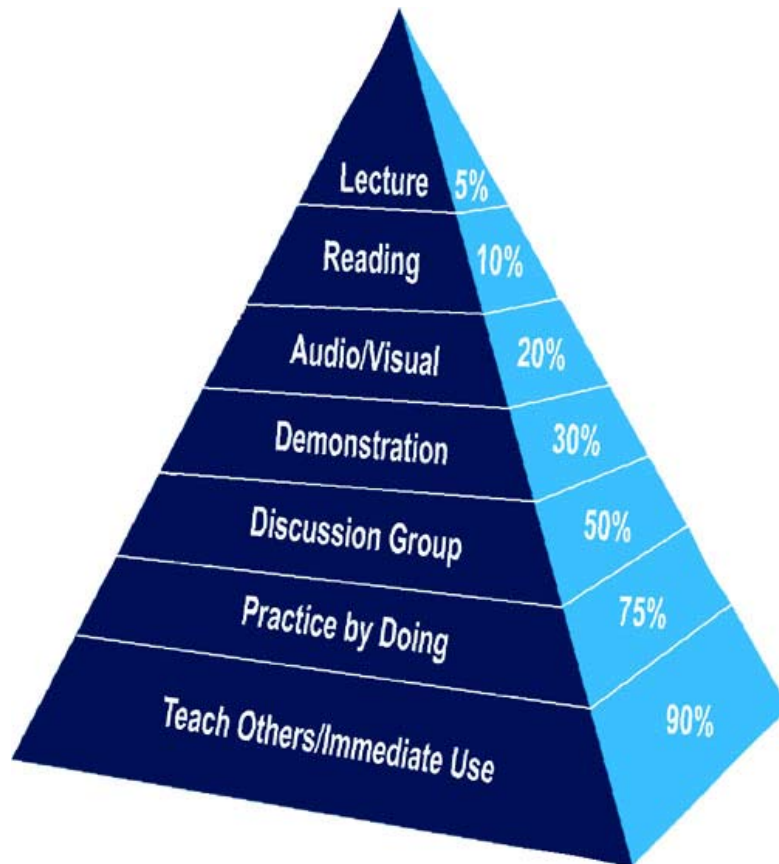 Lecture 5%
Reading 10%
Audio/Visual 20%
Demonstration 30%
Discussion Group 50%
Practice by Doing 75%
Teach Others/Immediate Use 90%